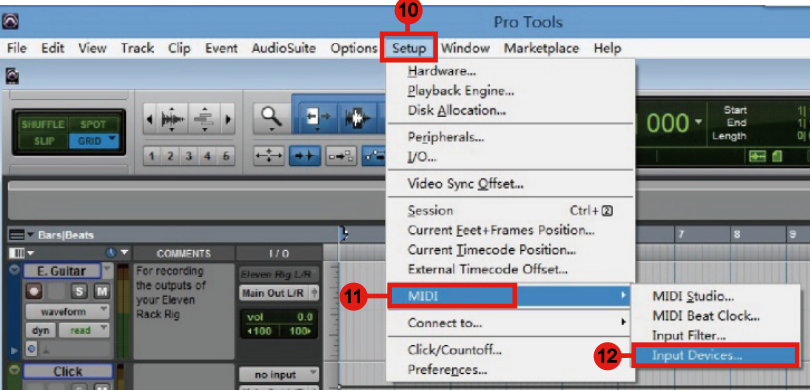 10
Pro Tools
File Edit View Track Clip Event AudioSuite Options Setup Window Marketplace Help
Hardware...
Playback Engine...
Disk Allocation...
Peripherals...
I/O...
Video Sync Offset...
Session Ctrl+2
Current Feet+Frames Position...
Current Timecode Position...
External Timecode Offset...
11
MIDI
Connect to...
Click/Countoff...
Preferences...
MIDI Studio...
MIDI Beat Clock...
Input Filter...
12
Input Devices...
SHUFFLE SPOT
SLIP GRID
1 2 3 4 5
000
Start
End
Length
Bars|Beats
7 8 9
COMMENTS I / O
E. Guitar
S M
waveform
dyn read
For recording
the outputs of
your Eleven
Rack Rig
Eleven Rig L/R
Main Out L/R
vol 0.0
100 100
Click
no input